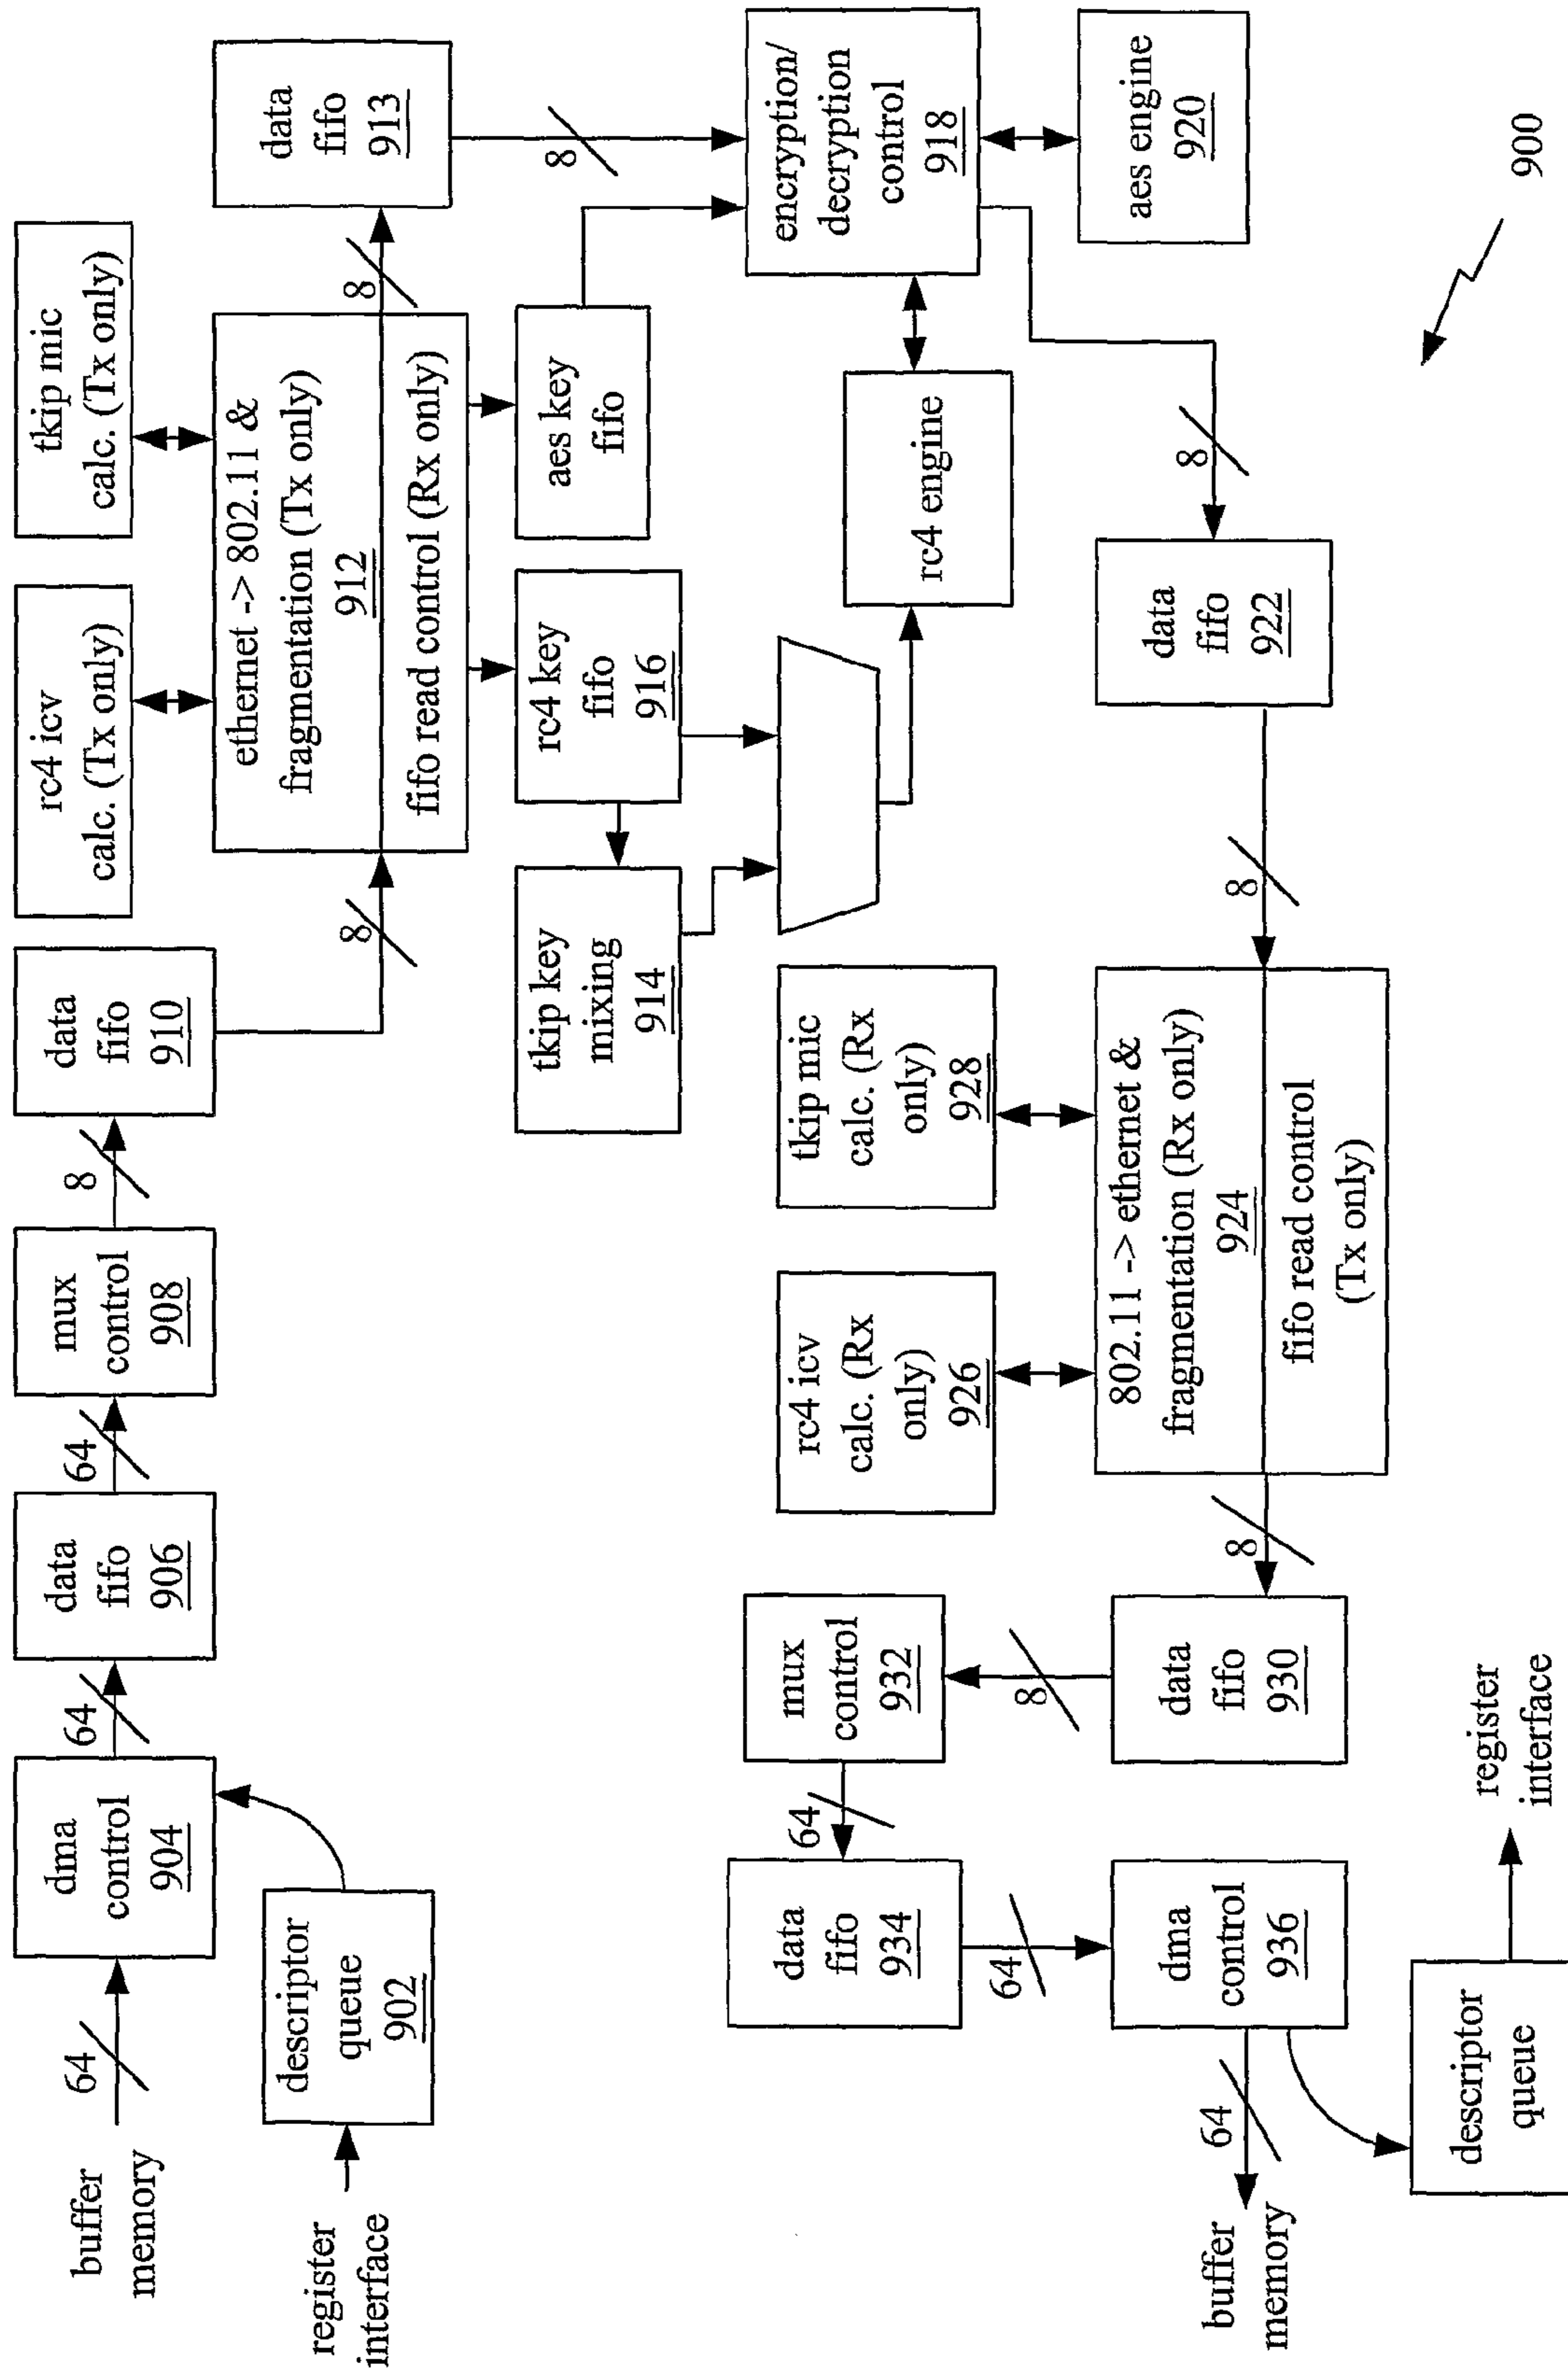 buffer
memory
64
dma
control
904
64
data
fifo
906
64
mux
control
908
8
data
fifo
910
8
register
interface
descriptor
queue
902
rc4 icv
calc. (Tx only)
tkip mic
calc. (Tx only)
ethernet -> 802.11 &
fragmentation (Tx only)
912
fifo read control (Rx only)
8
data
fifo
913
8
tkip key
mixing
914
rc4 key
fifo
916
aes key
fifo
rc4 engine
encryption/
decryption
control
918
aes engine
920
8
data
fifo
922
8
rc4 icv
calc. (Rx
only)
926
tkip mic
calc. (Rx
only)
928
802.11 -> ethernet &
fragmentation (Rx only)
924
fifo read control
(Tx only)
8
data
fifo
930
8
mux
control
932
64
data
fifo
934
64
dma
control
936
64
buffer
memory
descriptor
queue
register
interface
900